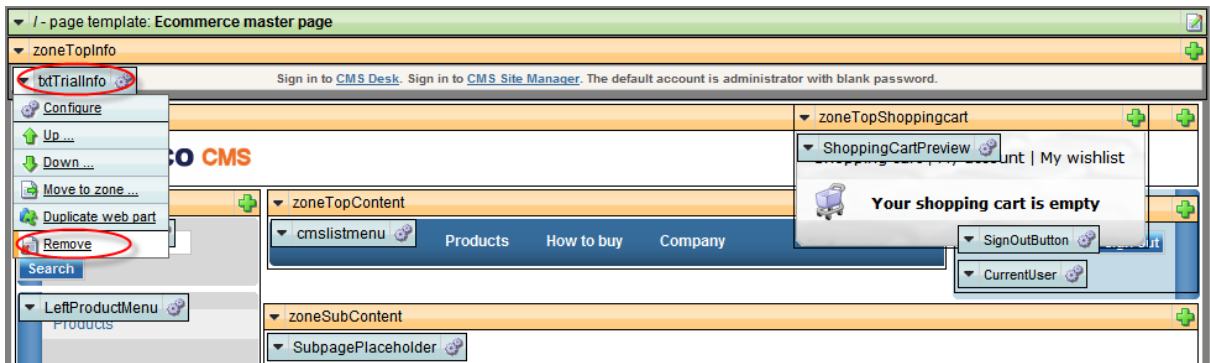 / - page template: Ecommerce master page
zoneTopInfo
txtTrialInfo
Sign in to CMS Desk. Sign in to CMS Site Manager. The default account is administrator with blank password.
Configure
Up ...
Down ...
Move to zone ...
Duplicate web part
Remove
CO CMS
zoneTopShoppingcart
ShoppingCartPreview
unt | My wishlist
Your shopping cart is empty
zoneTopContent
cmslistmenu
Products How to buy Company
SignOutButton
CurrentUser
Search
LeftProductMenu
Products
zoneSubContent
SubpagePlaceholder